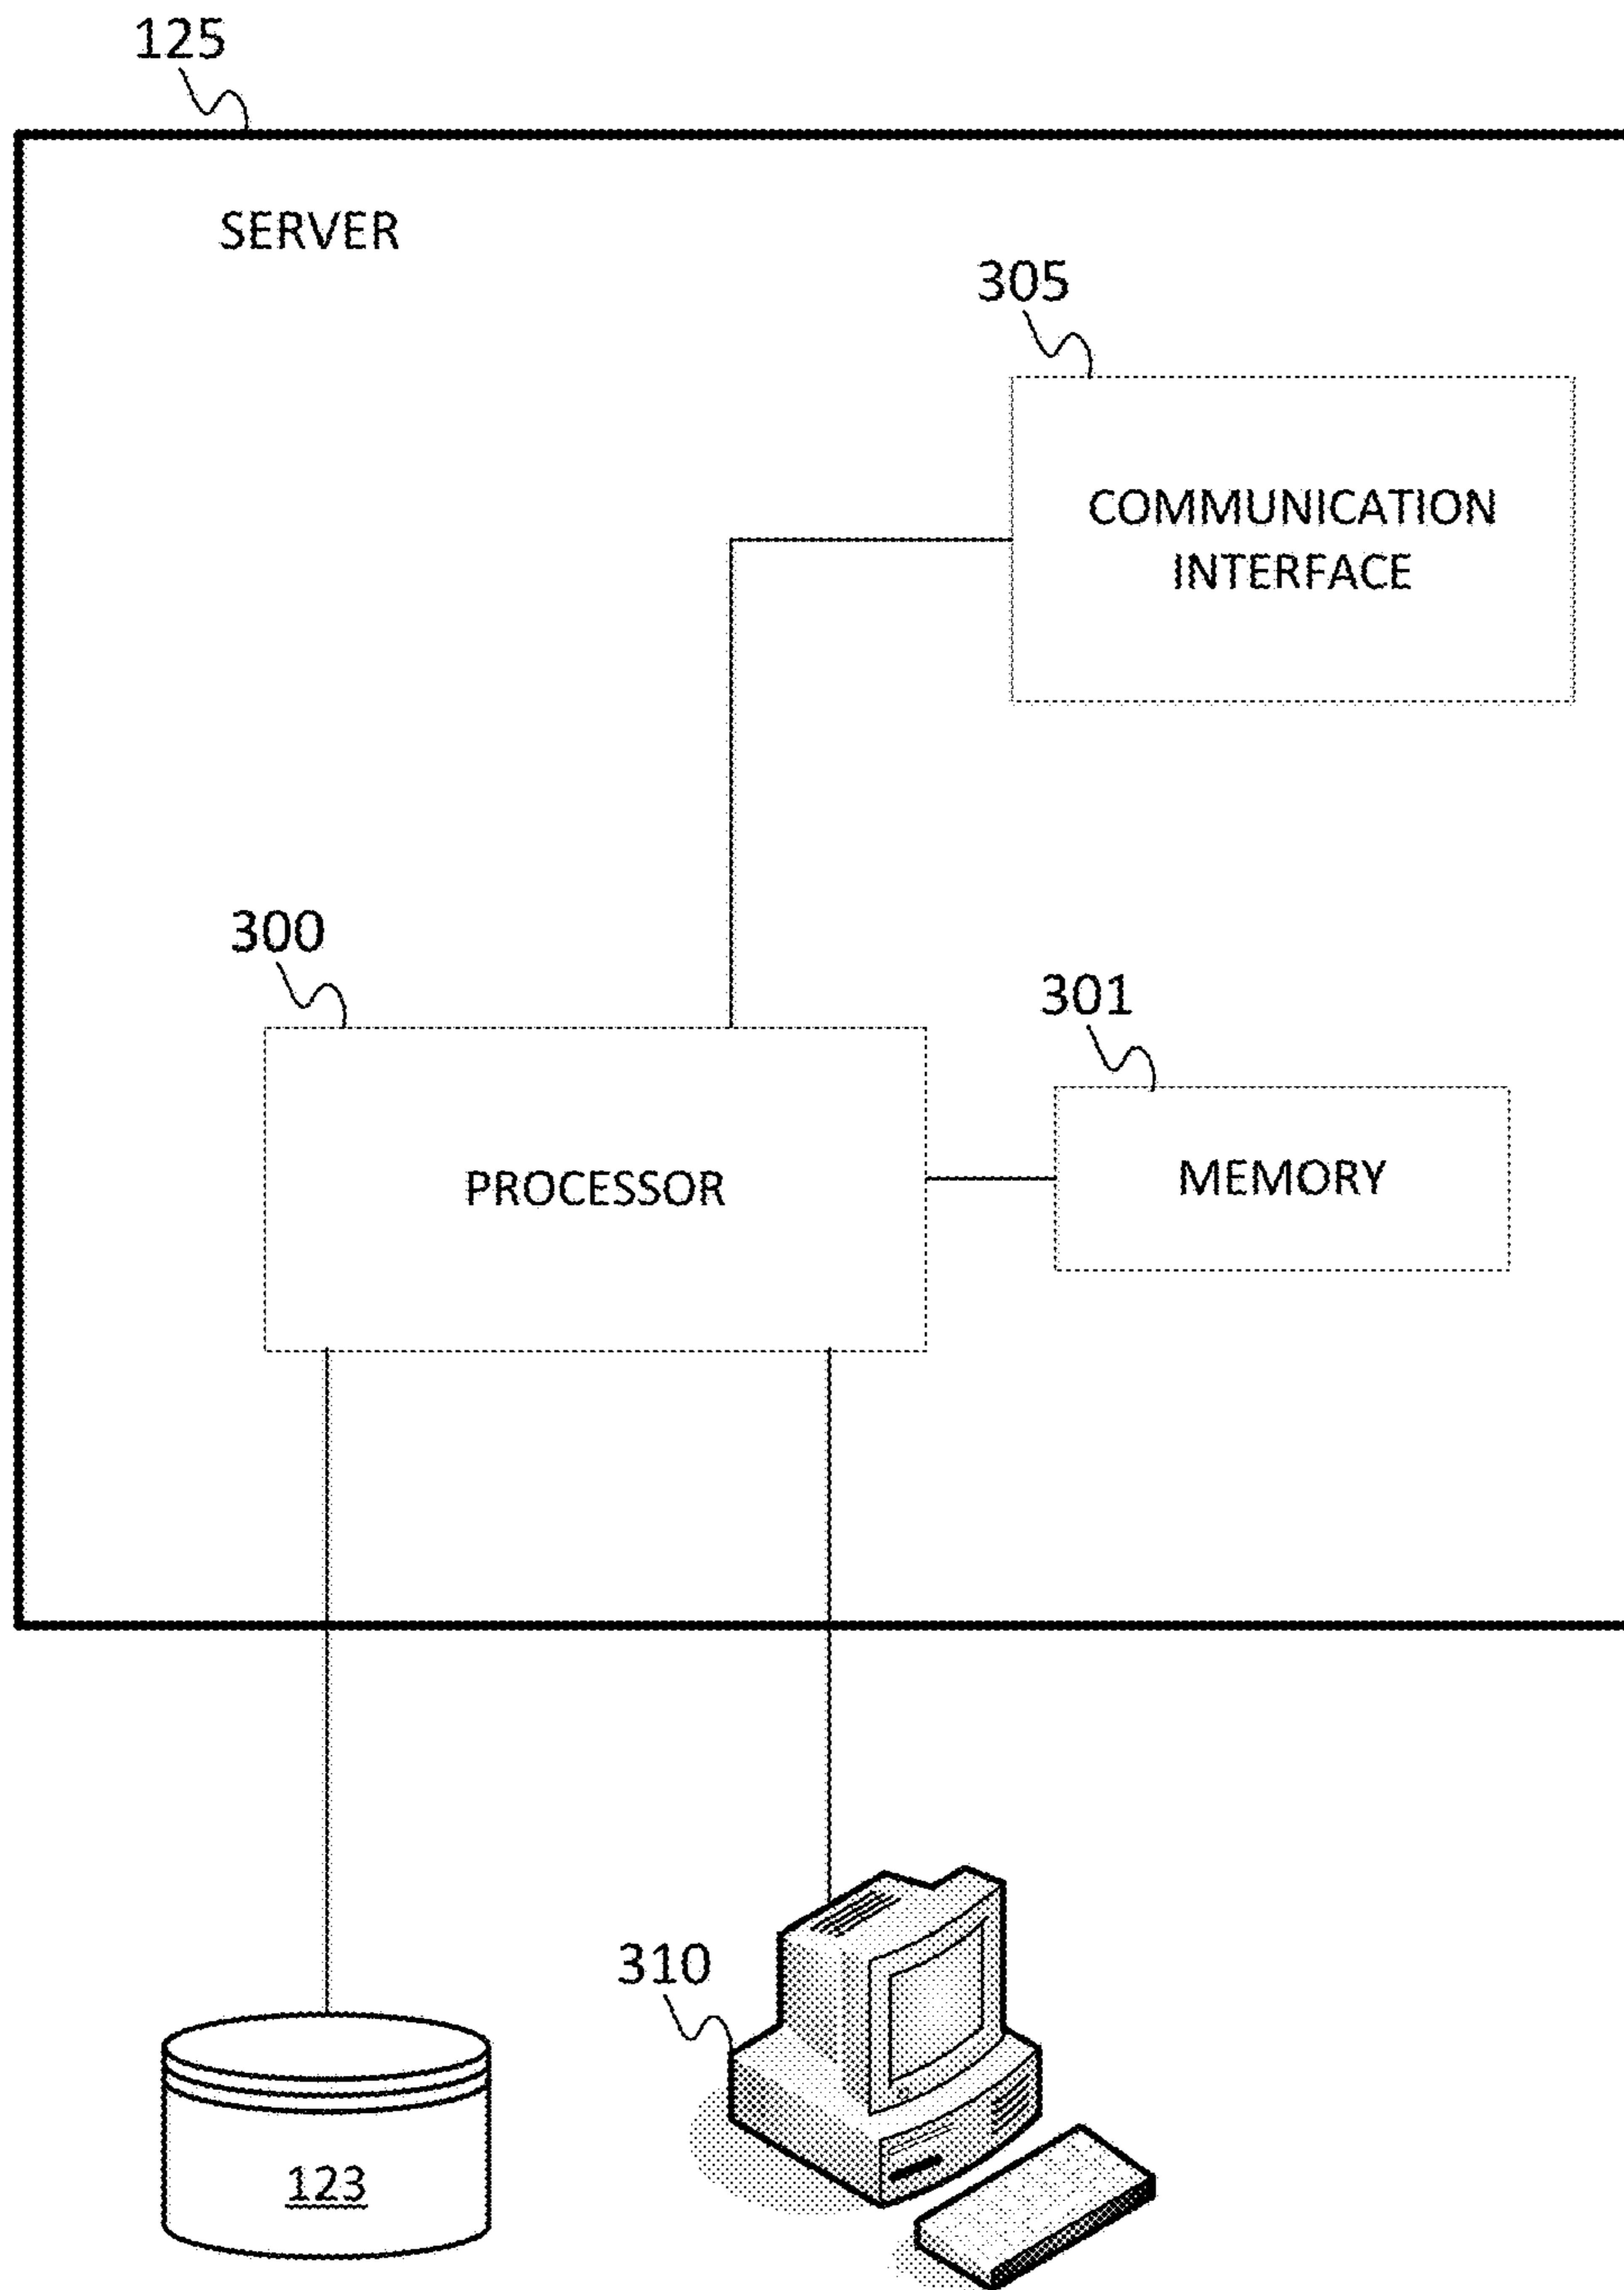 125
SERVER
305
COMMUNICATION
INTERFACE
300
301
PROCESSOR
MEMORY
310
123